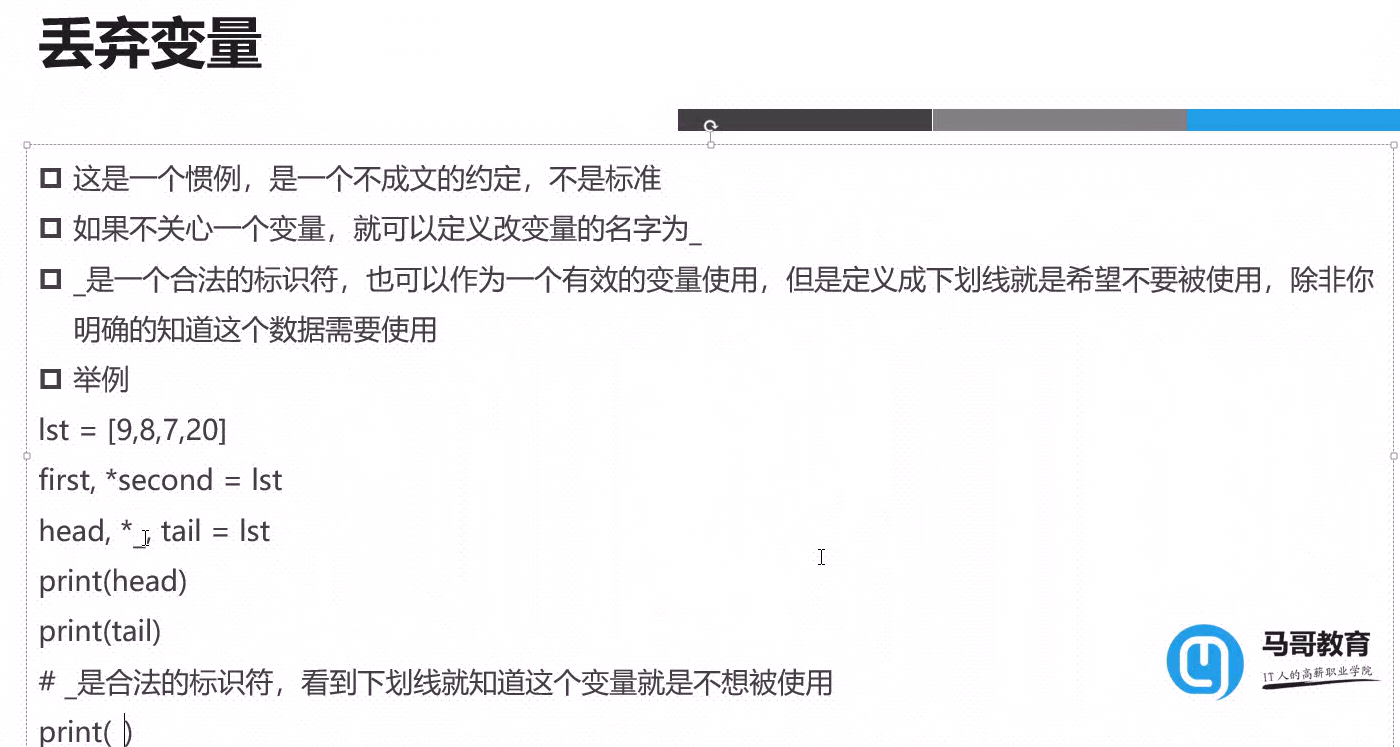 丢弃变量
这是一个惯例，是一个不成文的约定，不是标准
如果不关心一个变量，就可以定义改变量的名字为_
_是一个合法的标识符，也可以作为一个有效的变量使用，但是定义成下划线就是希望不要被使用，除非你
明确的知道这个数据需要使用
举例
lst = [9,8,7,20]
first, *second = lst
head, *_, tail = lst
print(head)
print(tail)
# _是合法的标识符，看到下划线就知道这个变量就是不想被使用
print( )
马哥教育
IT人的高薪职业学院